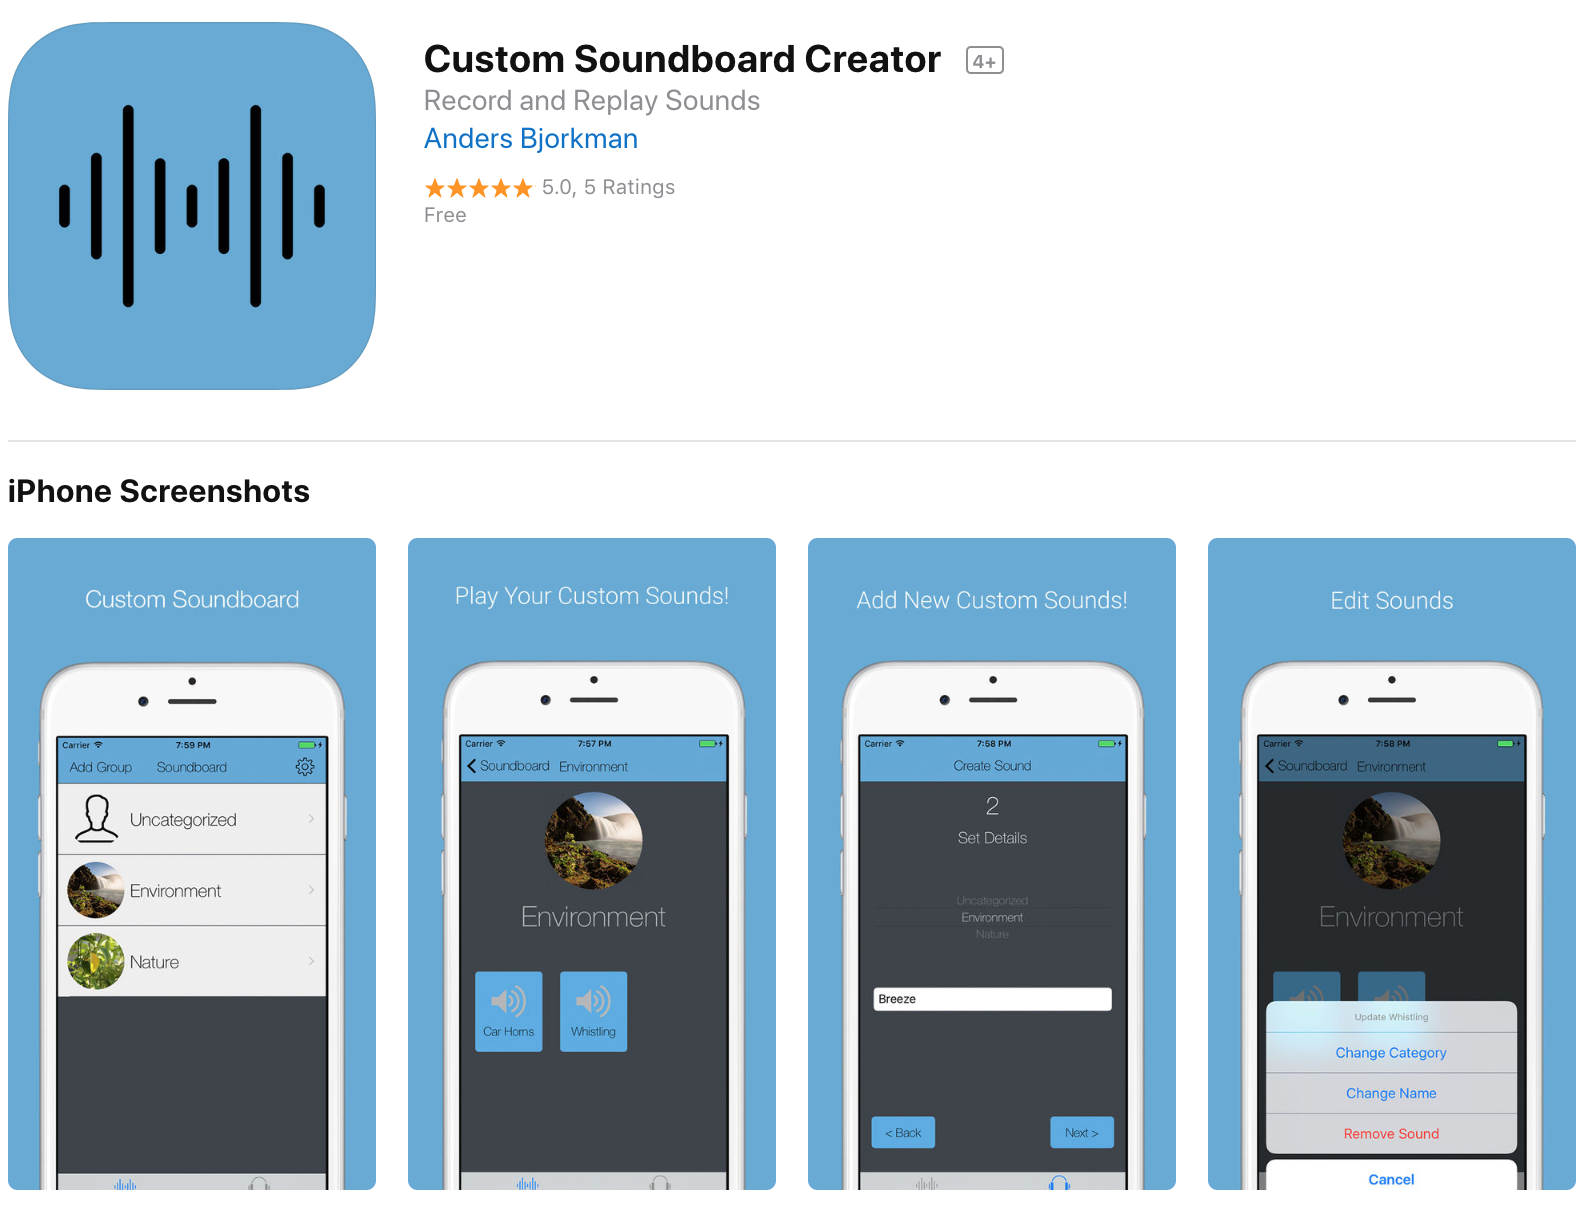 Custom Soundboard Creator 4+
Record and Replay Sounds
Anders Bjorkman
5.0, 5 Ratings
Free
iPhone Screenshots
Custom Soundboard
Carrier 7:59 PM
Add Group Soundboard
Uncategorized
Environment
Nature
Play Your Custom Sounds!
Carrier 7:57 PM
Soundboard Environment
Environment
Car Horns Whistling
Add New Custom Sounds!
Carrier 7:58 PM
Create Sound
2
Set Details
Uncategorized
Environment
Nature
Breeze
< Back Next >
Edit Sounds
Carrier 7:58 PM
Soundboard Environment
Environment
Update Whistling
Change Category
Change Name
Remove Sound
Cancel